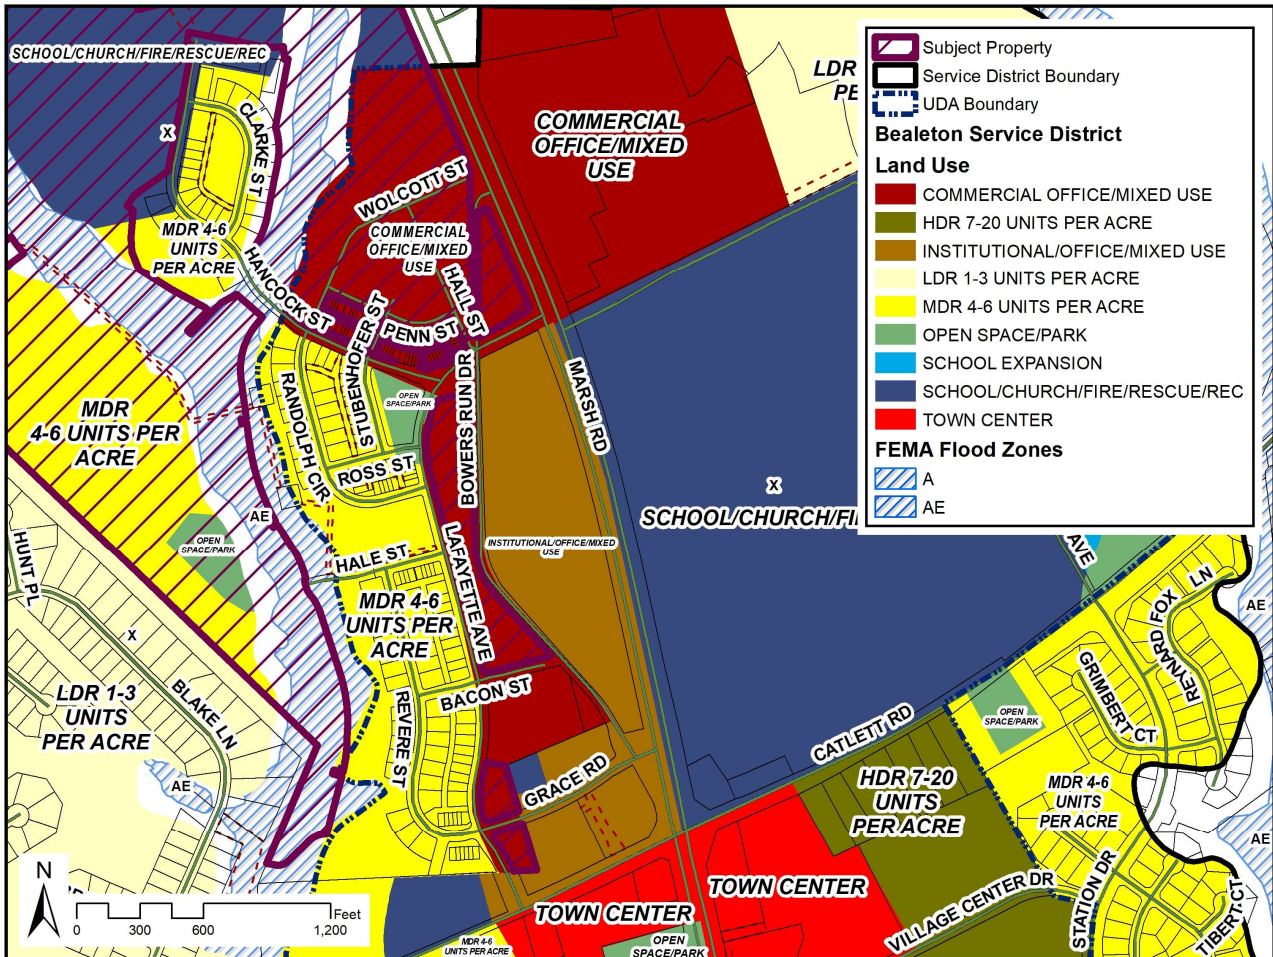 SCHOOL/CHURCH/FIRE/RESCUE/REC
X
CLARKE ST
MDR 4-6
UNITS
PER ACRE
HANCOCK ST
WOLCOTT ST
COMMERCIAL
OFFICE/MIXED
USE
HALL ST
PENN ST
STUBENHOFER ST
COMMERCIAL
OFFICE/MIXED
USE
LDR
PE
Subject Property
Service District Boundary
UDA Boundary
Bealeton Service District
Land Use
COMMERCIAL OFFICE/MIXED USE
HDR 7-20 UNITS PER ACRE
INSTITUTIONAL/OFFICE/MIXED USE
LDR 1-3 UNITS PER ACRE
MDR 4-6 UNITS PER ACRE
OPEN SPACE/PARK
SCHOOL EXPANSION
SCHOOL/CHURCH/FIRE/RESCUE/REC
TOWN CENTER
FEMA Flood Zones
A
AE
MDR
4-6 UNITS PER
ACRE
RANDOLPH CIR
OPEN
SPACE/PARK
BOWERS RUN DR
MARSH RD
ROSS ST
AE
OPEN
SPACE/PARK
HALE ST
LAFAYETTE AVE
INSTITUTIONAL/OFFICE/MIXED
USE
X
SCHOOL/CHURCH/FI
AVE
HUNT PL
X
BLAKE LN
LDR 1-3
UNITS
PER ACRE
AE
MDR 4-6
UNITS PER
ACRE
BACON ST
REVERE ST
GRACE RD
CATLETT RD
HDR 7-20
UNITS
PER ACRE
OPEN
SPACE/PARK
GRIMBERT CT
REYNARD FOX LN
AE
AE
MDR 4-6
UNITS
PER ACRE
STATION DR
VILLAGE CENTER DR
TIBERT CT
TOWN CENTER
TOWN CENTER
MDR 4-6
UNITS PER ACRE
OPEN
SPACE/PARK
N
Feet
0 300 600 1,200